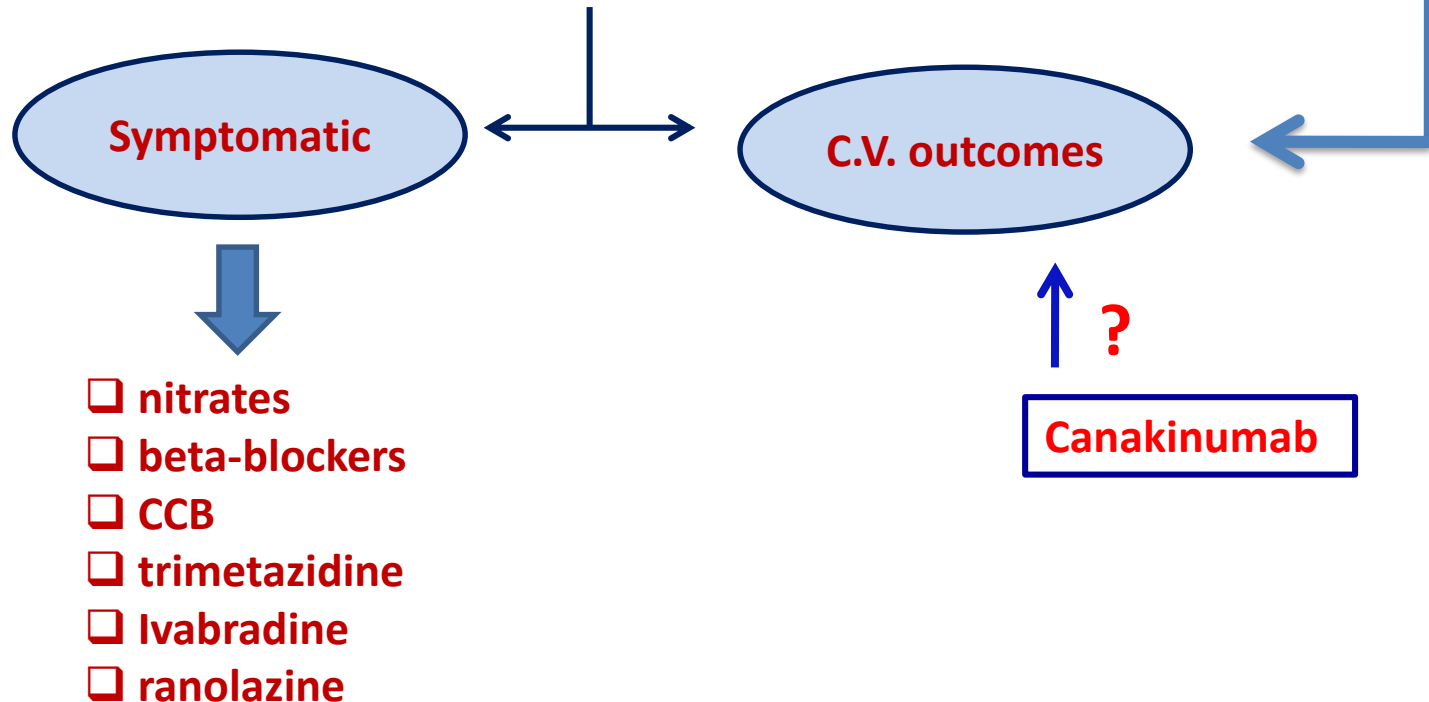 Symptomatic
C.V. outcomes
?
Canakinumab
❑ nitrates
❑ beta-blockers
❑ CCB
❑ trimetazidine
❑ Ivabradine
❑ ranolazine